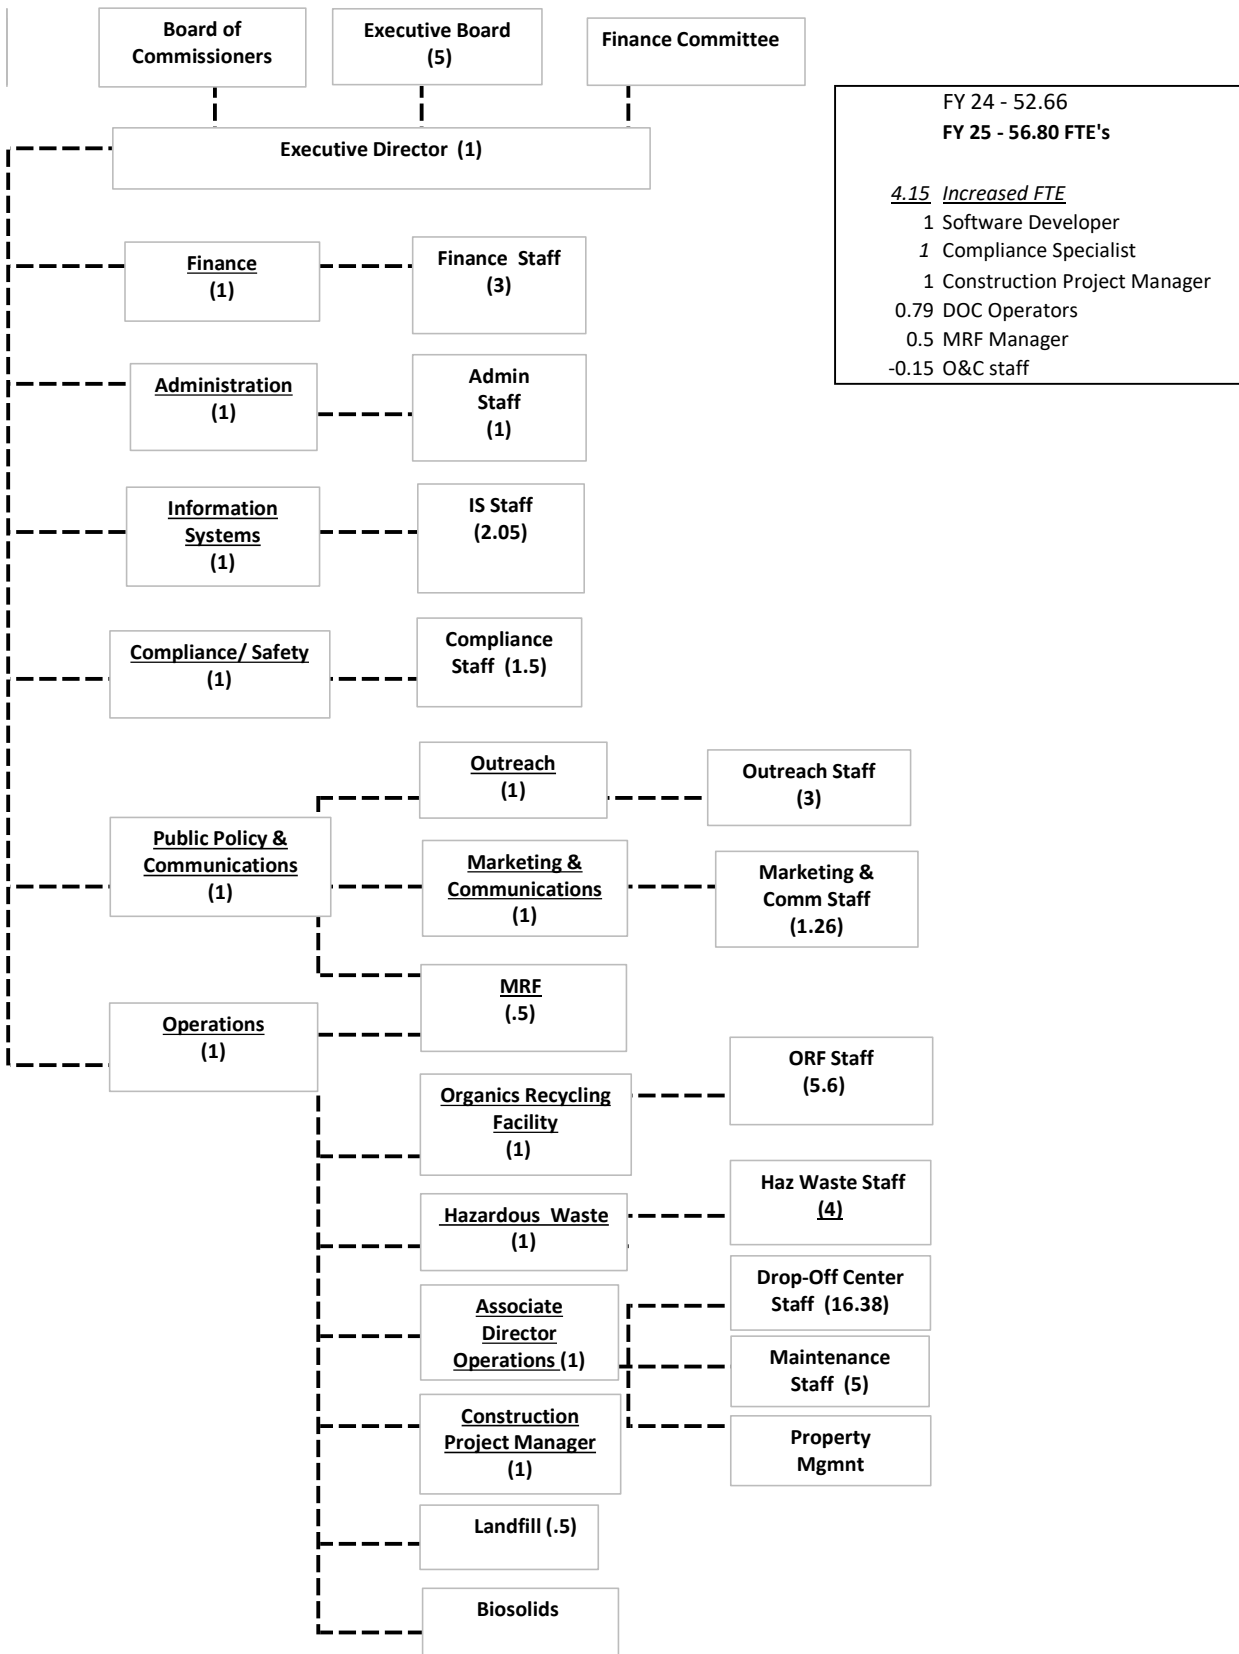 Board of
Commissioners
Executive Board
(5)
Finance Committee
Executive Director (1)
FY 24 - 52.66
FY 25 - 56.80 FTE's
4.15 Increased FTE
1 Software Developer
1 Compliance Specialist
1 Construction Project Manager
0.79 DOC Operators
0.5 MRF Manager
-0.15 O&C staff
Finance
(1)
Finance Staff
(3)
Administration
(1)
Admin
Staff
(1)
Information
Systems
(1)
IS Staff
(2.05)
Compliance/ Safety
(1)
Compliance
Staff (1.5)
Public Policy &
Communications
(1)
Outreach
(1)
Outreach Staff
(3)
Marketing &
Communications
(1)
Marketing &
Comm Staff
(1.26)
MRF
(.5)
Operations
(1)
Organics Recycling
Facility
(1)
ORF Staff
(5.6)
Hazardous Waste
(1)
Haz Waste Staff
(4)
Associate
Director
Operations (1)
Drop-Off Center
Staff (16.38)
Maintenance
Staff (5)
Property
Mgmnt
Construction
Project Manager
(1)
Landfill (.5)
Biosolids